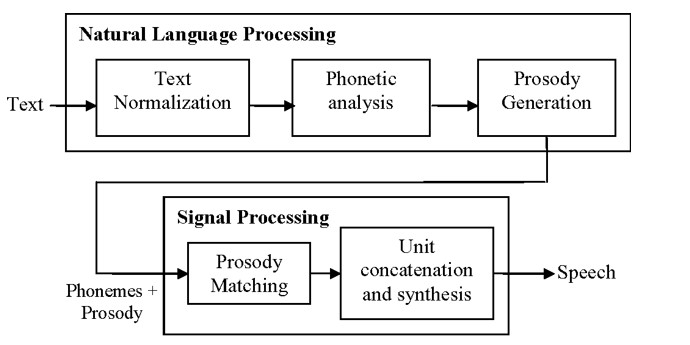 Natural Language Processing
Text
Text
Normalization
Phonetic
analysis
Prosody
Generation
Signal Processing
Phonemes +
Prosody
Prosody
Matching
Unit
concatenation
and synthesis
Speech